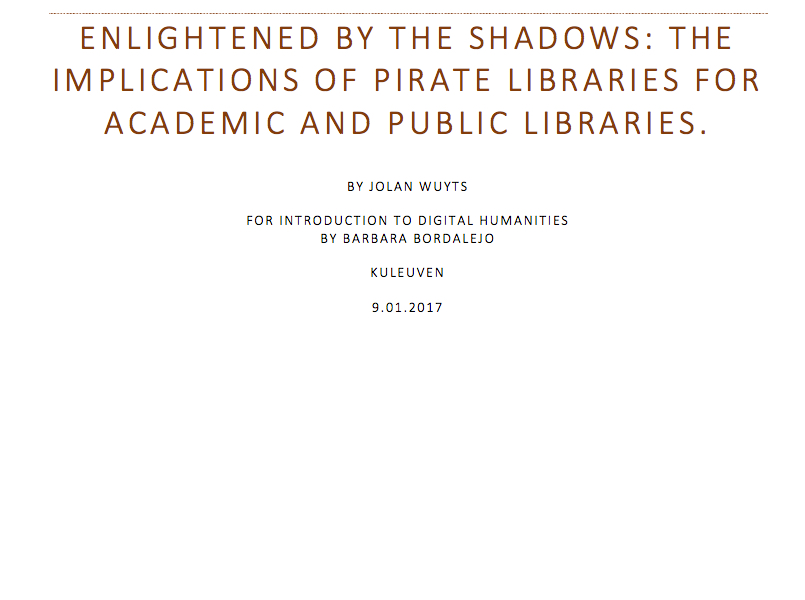 ENLIGHTENED BY THE SHADOWS: THE
IMPLICATIONS OF PIRATE LIBRARIES FOR
ACADEMIC AND PUBLIC LIBRARIES.
BY JOLAN WUYTS
FOR INTRODUCTION TO DIGITAL HUMANITIES
BY BARBARA BORDALEJO
KULEUVEN
9.01.2017